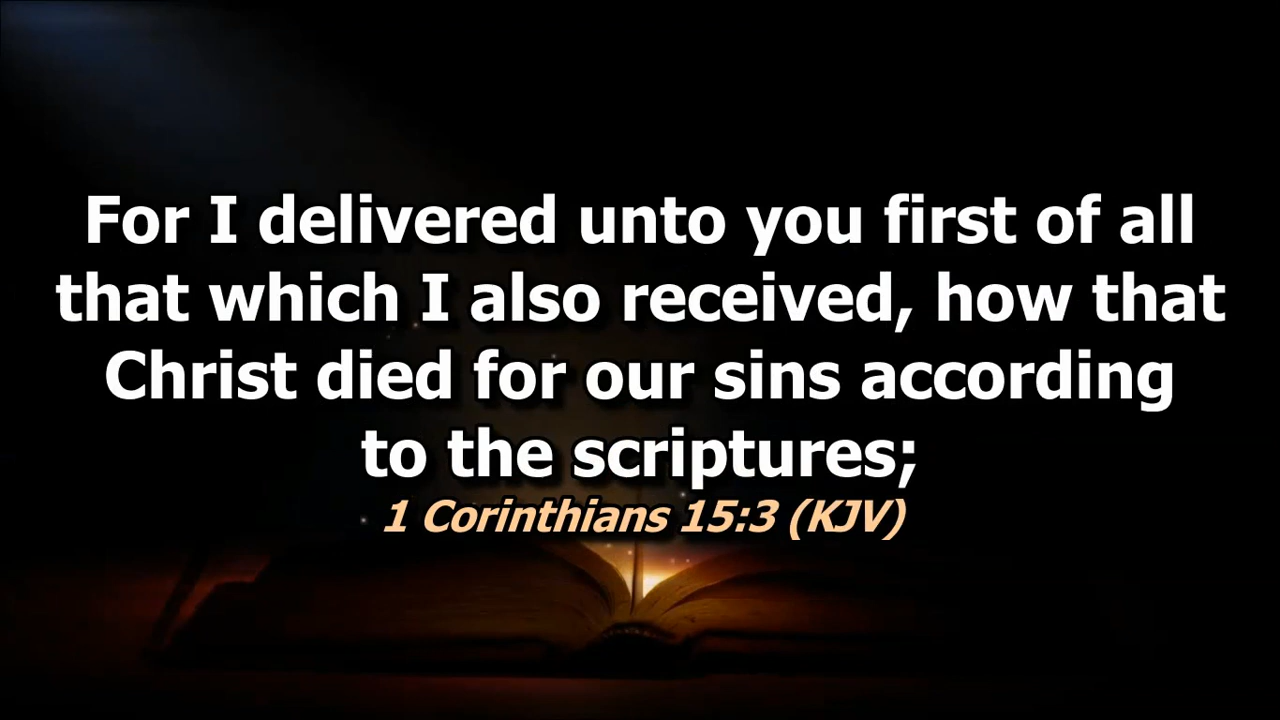 For I delivered unto you first of all
that which I also received, how that
Christ died for our sins according
to the scriptures;
1 Corinthians 15:3 (KJV)